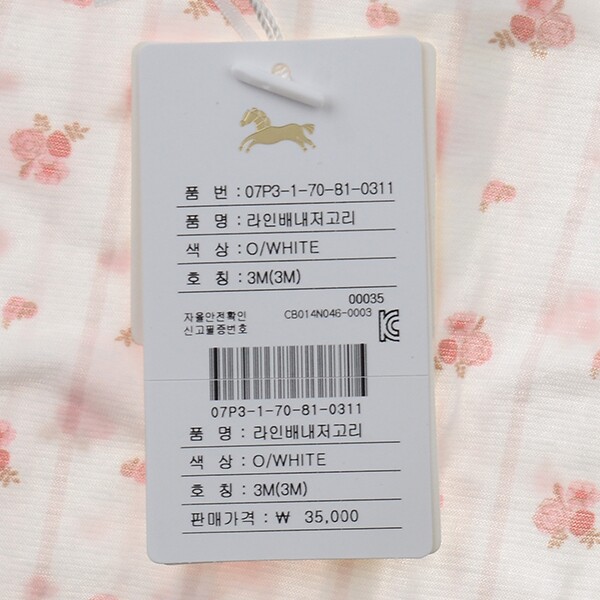 품 번 : 07P3-1-70-81-0311
품 명 : 라인배내저고리
색 상 : O/WHITE
호 칭 : 3M(3M)
00035
자율안전확인
신고필증번호
CB014N046-0003
07P3-1-70-81-0311
품 명 : 라인배내저고리
색 상 : O/WHITE
호 칭 : 3M(3M)
판매가격 : ₩ 35,000